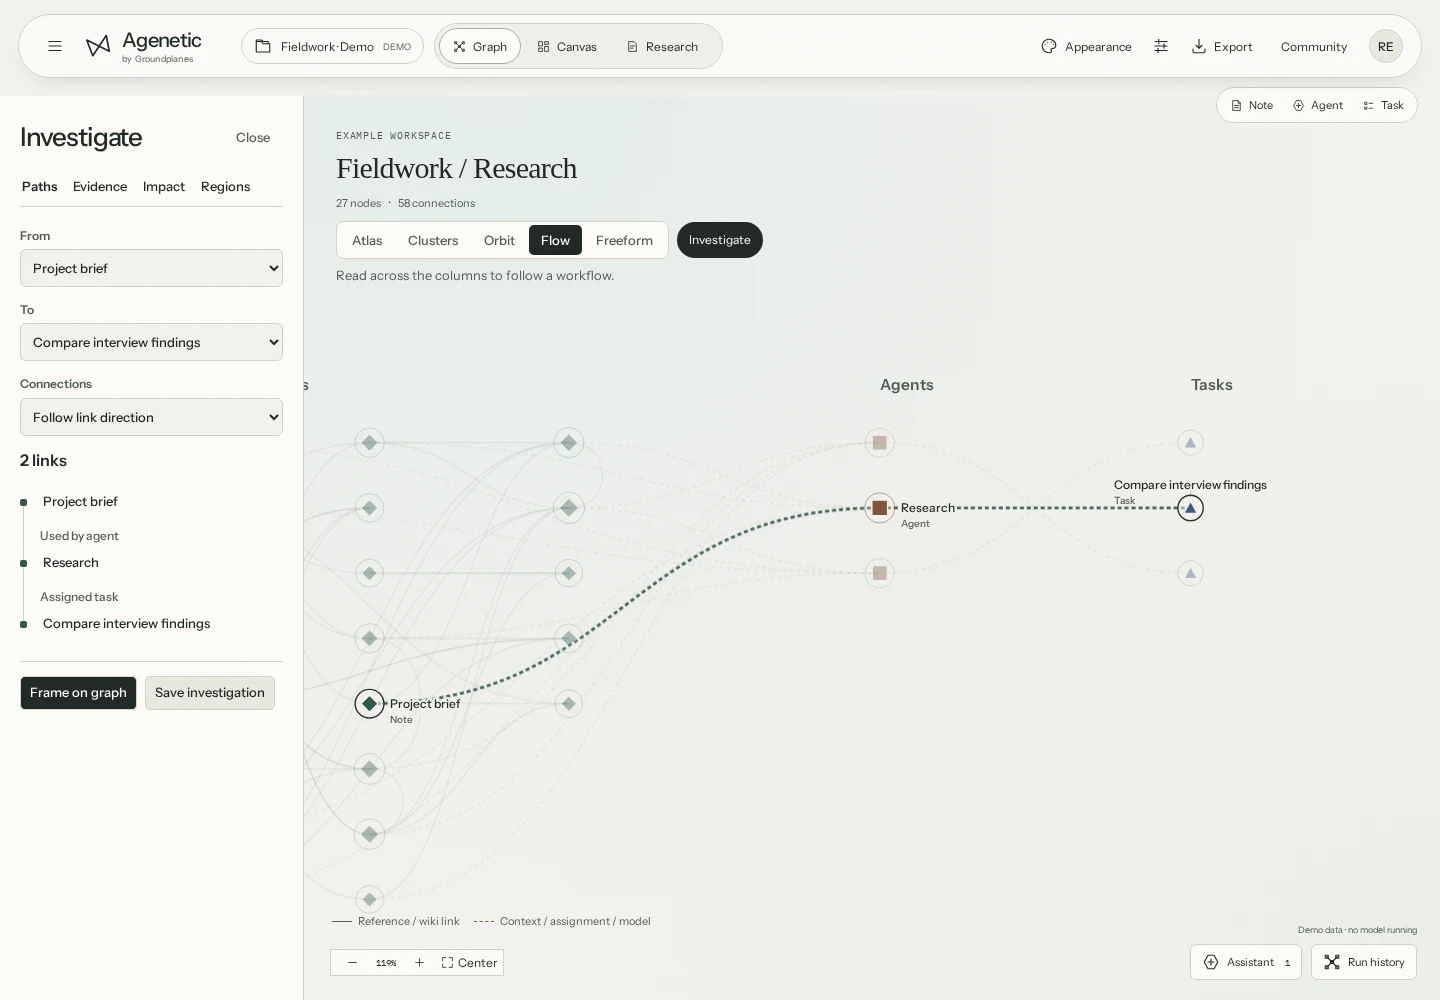 Agenetic
by Groundplanes
Fieldwork·Demo DEMO
Graph
Canvas
Research
Appearance
Export
Community
RE
Note
Agent
Task
Investigate
Close
Paths
Evidence
Impact
Regions
From
Project brief
To
Compare interview findings
Connections
Follow link direction
2 links
Project brief
Used by agent
Research
Assigned task
Compare interview findings
Frame on graph
Save investigation
EXAMPLE WORKSPACE
Fieldwork / Research
27 nodes · 58 connections
Atlas
Clusters
Orbit
Flow
Freeform
Investigate
Read across the columns to follow a workflow.
s
Agents
Tasks
Compare interview findings
Task
Research
Agent
Project brief
Note
Reference / wiki link
Context / assignment / model
119%
Center
Demo data · no model running
Assistant 1
Run history